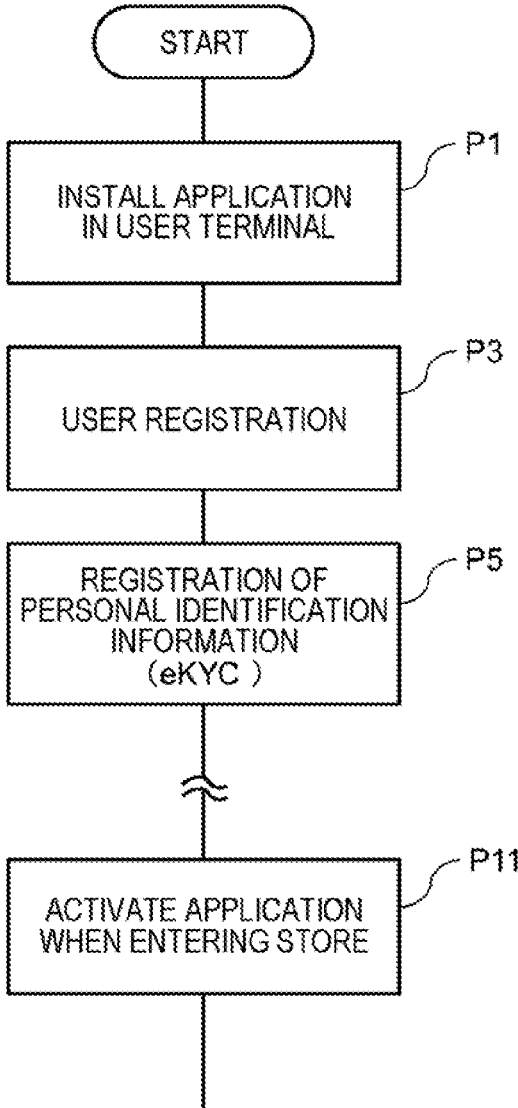 START
P1
INSTALL APPLICATION
IN USER TERMINAL
P3
USER REGISTRATION
P5
REGISTRATION OF
PERSONAL IDENTIFICATION
INFORMATION
(eKYC )
P11
ACTIVATE APPLICATION
WHEN ENTERING STORE